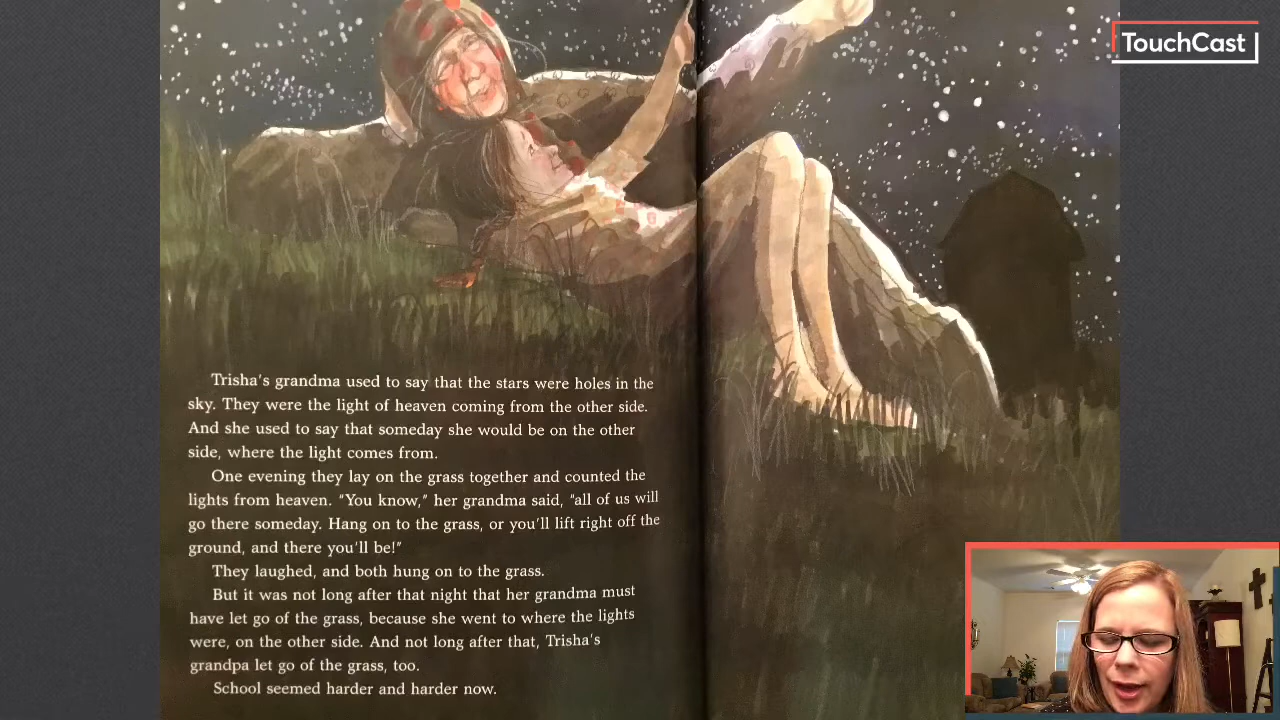 TouchCast
Trisha's grandma used to say that the stars were holes in the
sky. They were the light of heaven coming from the other side.
And she used to say that someday she would be on the other
side, where the light comes from.
One evening they lay on the grass together and counted the
lights from heaven. "You know," her grandma said, "all of us will
go there someday. Hang on to the grass, or you'll lift right off the
ground, and there you'll be!"
They laughed, and both hung on to the grass.
But it was not long after that night that her grandma must
have let go of the grass, because she went to where the lights
were, on the other side. And not long after that, Trisha's
grandpa let go of the grass, too.
School seemed harder and harder now.